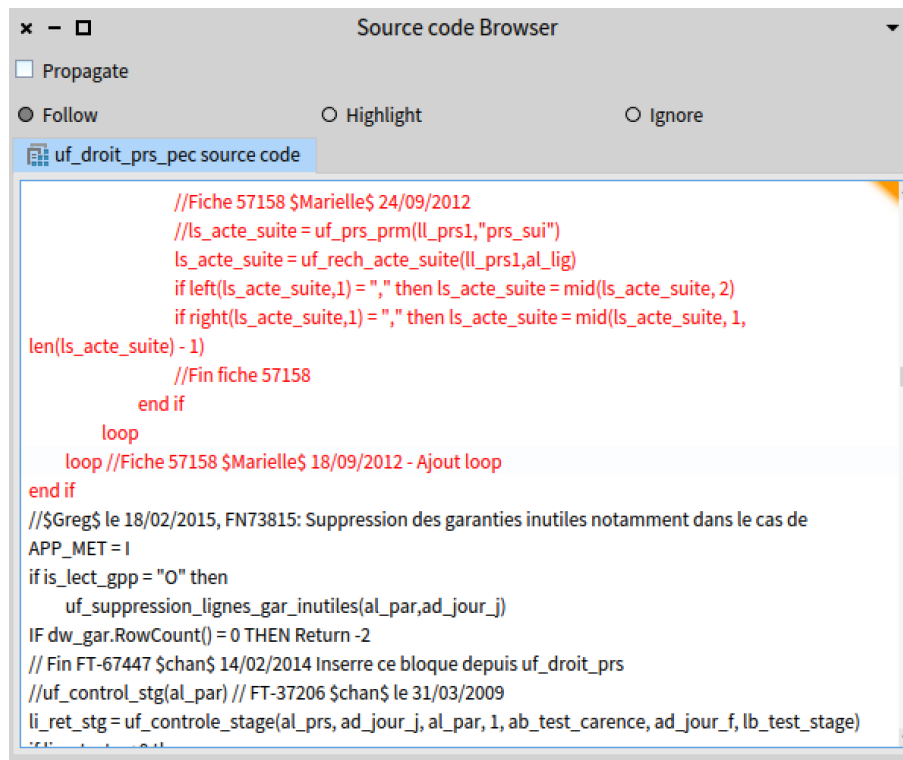 Source code Browser
Propagate
Follow
Highlight
Ignore
uf_droit_prs_pec source code
//Fiche 57158 $Marielle$ 24/09/2012
//ls_acte_suite = uf_prs_prm(ll_prs1,"prs_sui")
ls_acte_suite = uf_rech_acte_suite(ll_prs1,al_lig)
if left(ls_acte_suite,1) = "," then ls_acte_suite = mid(ls_acte_suite, 2)
if right(ls_acte_suite,1) = "," then ls_acte_suite = mid(ls_acte_suite, 1,
len(ls_acte_suite) - 1)
//Fin fiche 57158
end if
loop
loop //Fiche 57158 $Marielle$ 18/09/2012 - Ajout loop
end if
//$Greg$ le 18/02/2015, FN73815: Suppression des garanties inutiles notamment dans le cas de
APP_MET = I
if is_lect_gpp = "O" then
uf_suppression_lignes_gar_inutiles(al_par,ad_jour_j)
IF dw_gar.RowCount() = 0 THEN Return -2
// Fin FT-67447 $chan$ 14/02/2014 Inserre ce bloque depuis uf_droit_prs
//uf_control_stg(al_par) // FT-37206 $chan$ le 31/03/2009
li_ret_stg = uf_controle_stage(al_prs, ad_jour_j, al_par, 1, ab_test_carence, ad_jour_f, lb_test_stage)